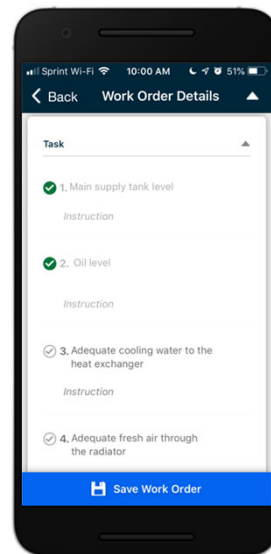 Sprint Wi-Fi 10:00 AM 51%
Back Work Order Details
Task
1. Main supply tank level
Instruction
2. Oil level
Instruction
3. Adequate cooling water to the
heat exchanger
Instruction
4. Adequate fresh air through
the radiator
Save Work Order